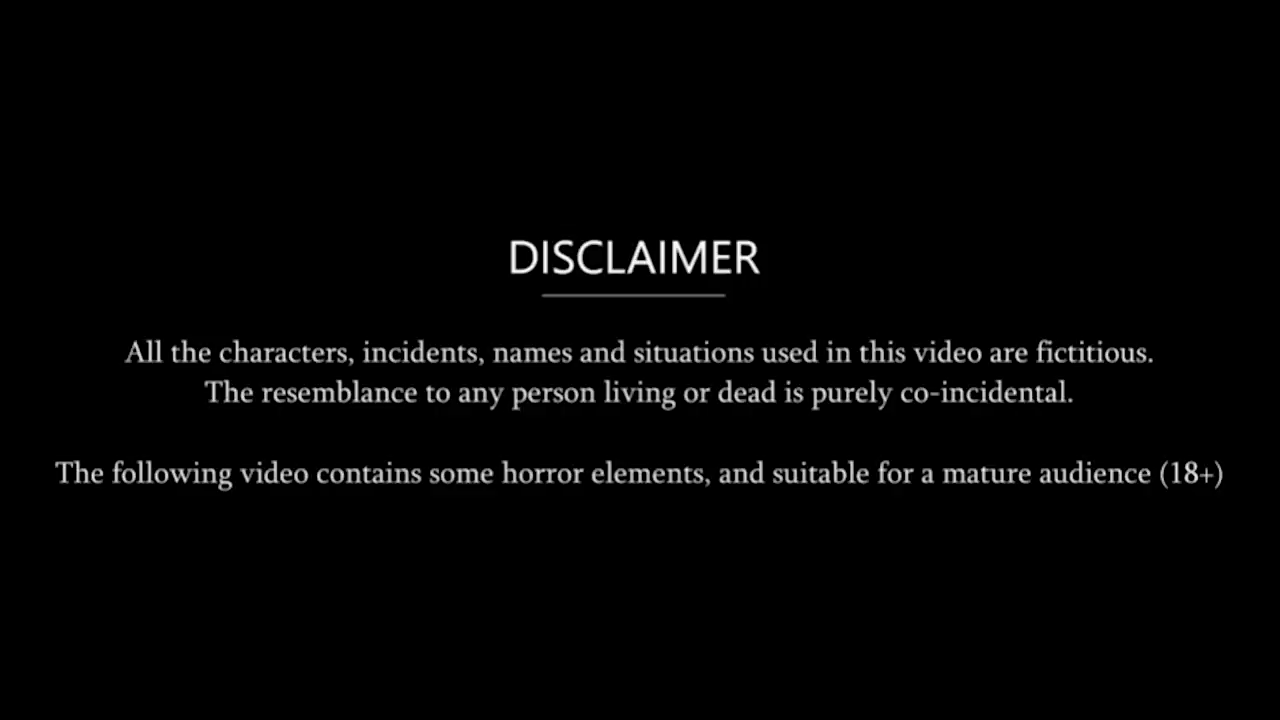 DISCLAIMER
All the characters, incidents, names and situations used in this video are fictitious.
The resemblance to any person living or dead is purely co-incidental.
The following video contains some horror elements, and suitable for a mature audience (18+)